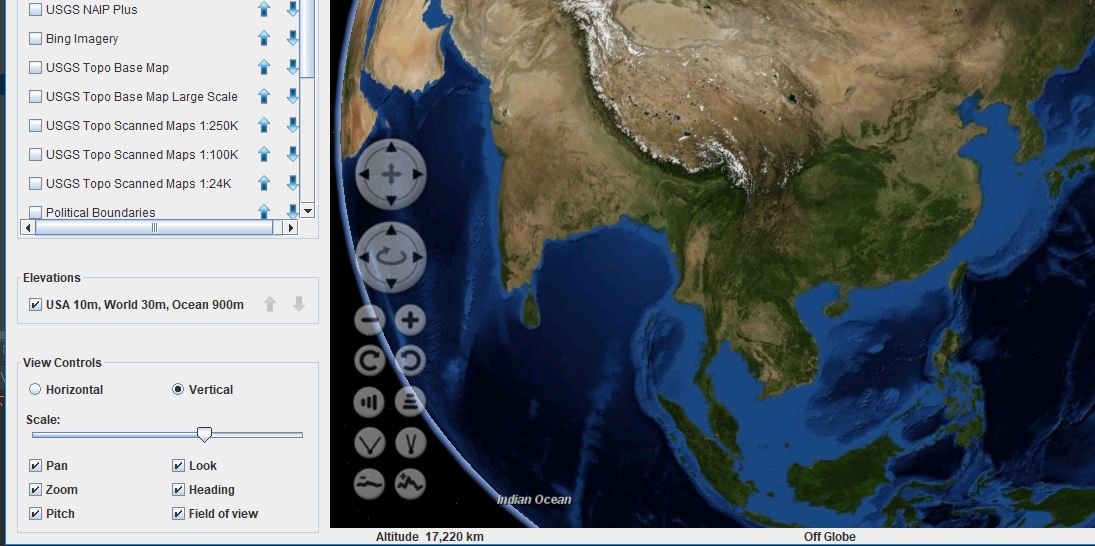 USGS NAIP Plus
Bing Imagery
USGS Topo Base Map
USGS Topo Base Map Large Scale
USGS Topo Scanned Maps 1:250K
USGS Topo Scanned Maps 1:100K
USGS Topo Scanned Maps 1:24K
Political Boundaries
Elevations
USA 10m, World 30m, Ocean 900m
View Controls
Horizontal Vertical
Scale:
Pan Look
Zoom Heading
Pitch Field of view
Indian Ocean
Altitude 17,220 km Off Globe